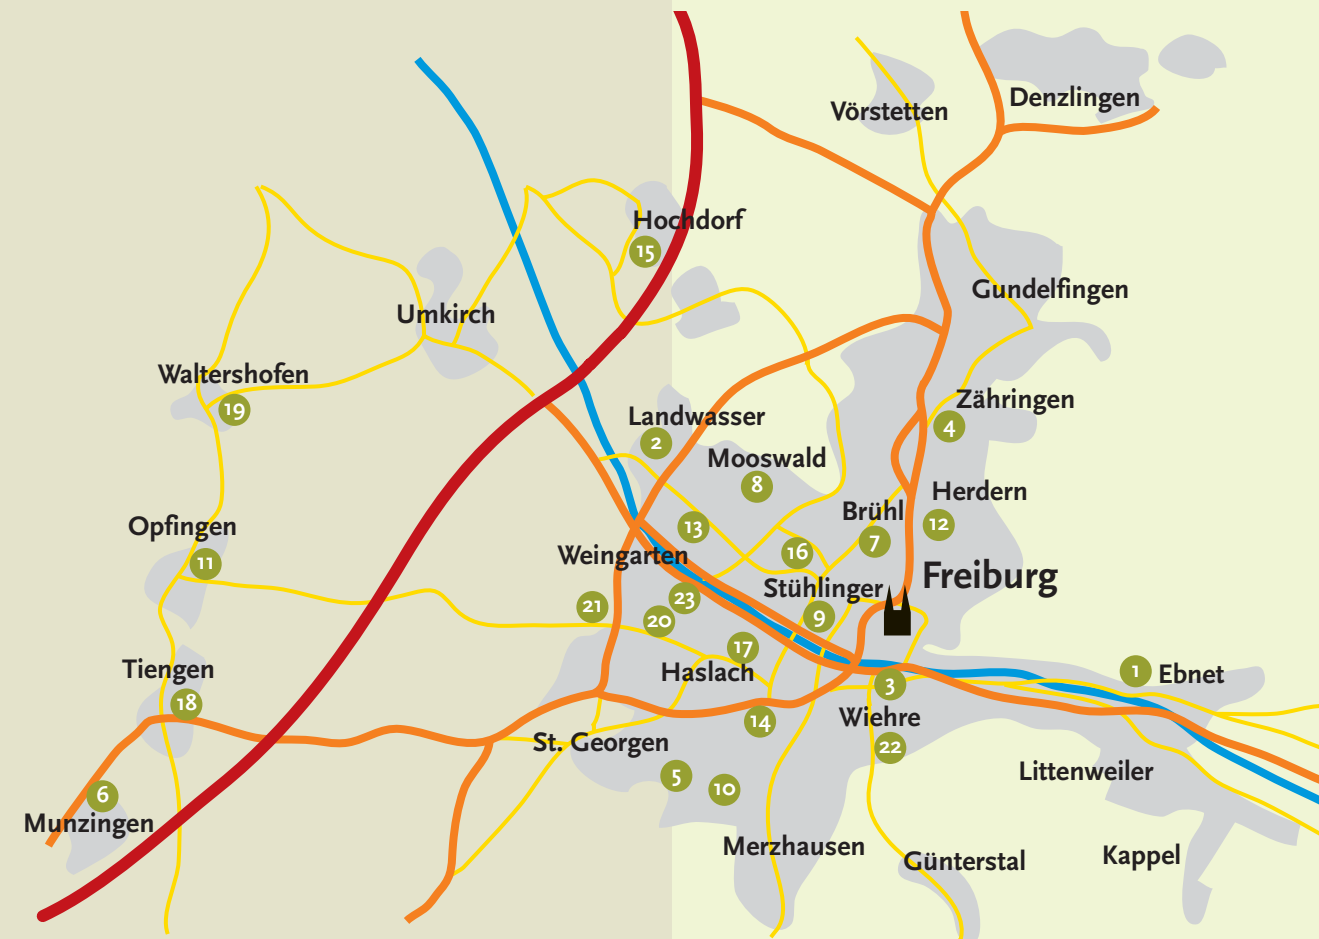 Denzlingen
Vörstetten
Hochdorf
15
Gundelfingen
Umkirch
Waltershofen
19
Zähringen
4
Landwasser
2
Mooswald
8
Herdern
12
Brühl
7
13
Opfingen
11
Weingarten
16
Freiburg
Stühlinger
9
23
21
20
17
Haslach
Tiengen
18
1
Ebnet
3
Wiehre
22
14
St. Georgen
5
10
Littenweiler
6
Munzingen
Merzhausen
Günterstal
Kappel